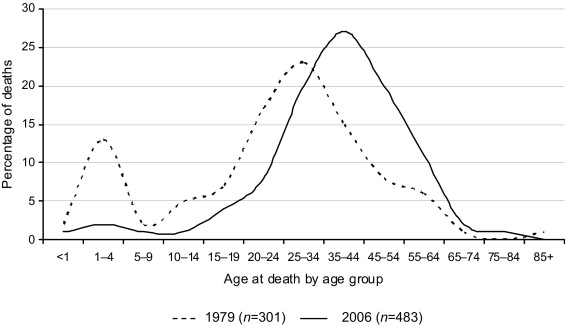 30
25
20
15
10
5
0
Percentage of deaths
<1 1–4 5–9 10–14 15–19 20–24 25–34 35–44 45–54 55–64 65–74 75–84 85+
Age at death by age group
1979 (n=301) 2006 (n=483)